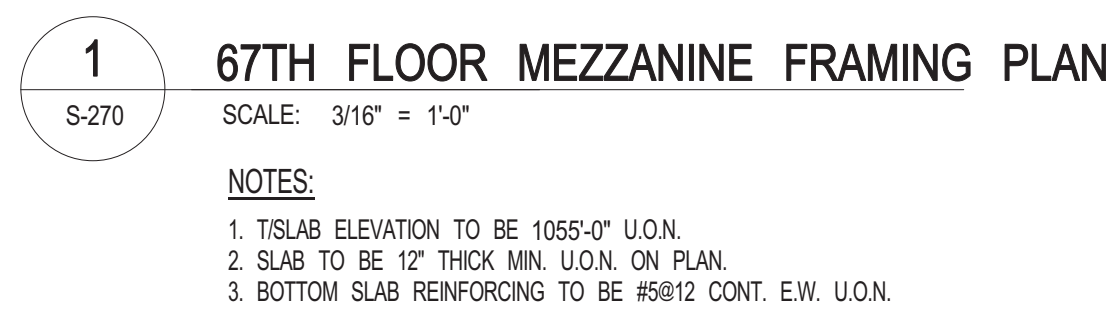 1
S-270
67TH FLOOR MEZZANINE FRAMING PLAN
SCALE: 3/16" = 1'-0"
NOTES:
1. T/SLAB ELEVATION TO BE 1055'-0" U.O.N.
2. SLAB TO BE 12" THICK MIN. U.O.N. ON PLAN.
3. BOTTOM SLAB REINFORCING TO BE #5@12 CONT. E.W. U.O.N.